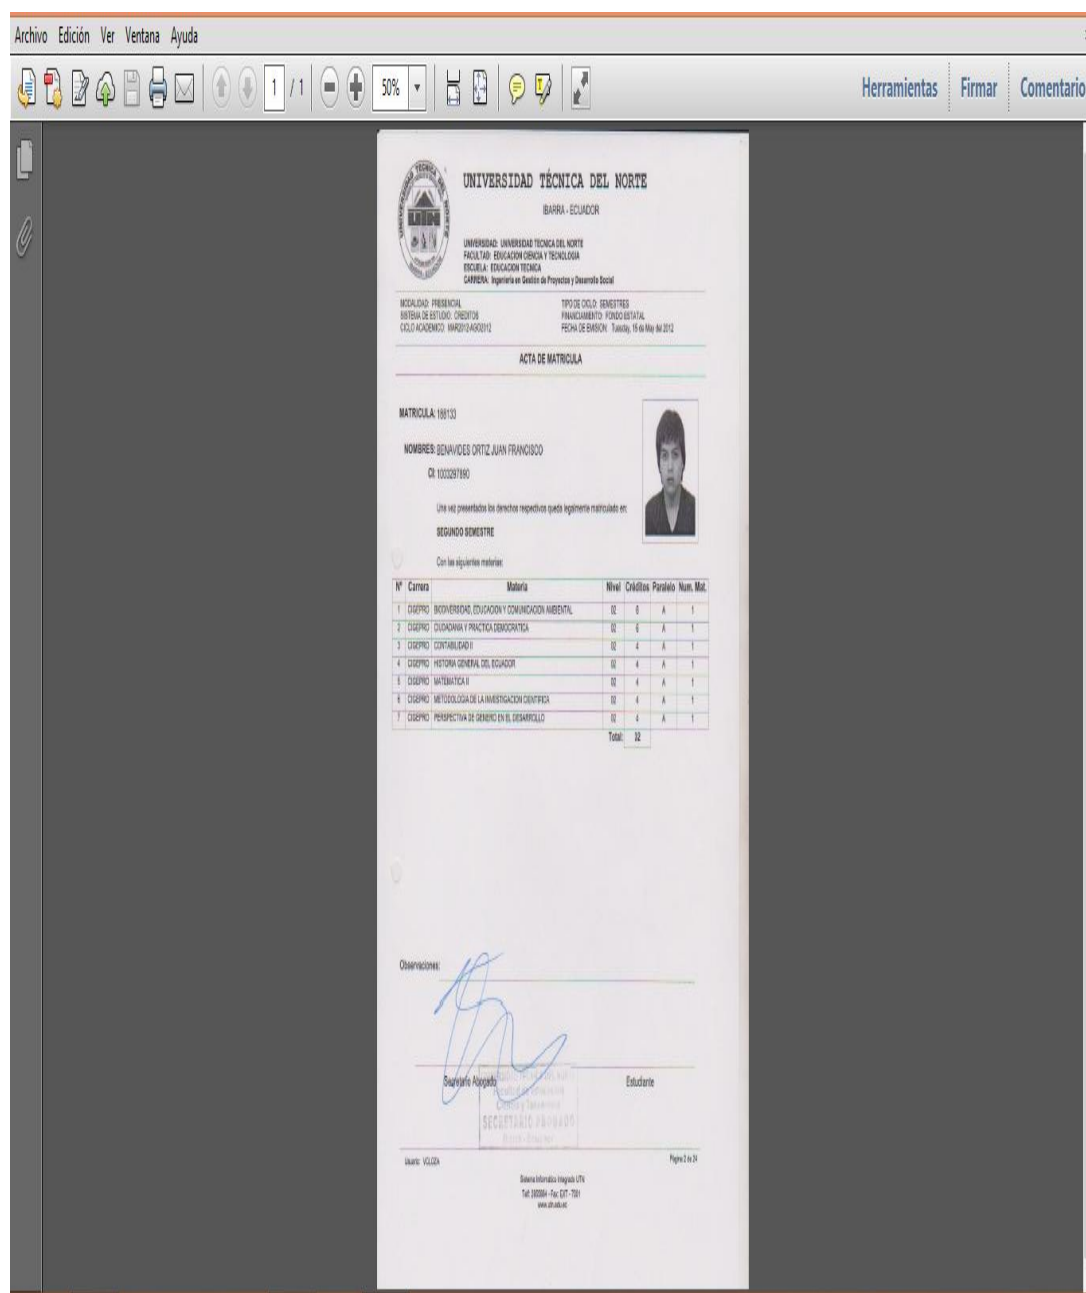 Archivo Edición Ver Ventana Ayuda
1 / 1 50% Herramientas Firmar Comentario
UNIVERSIDAD TÉCNICA DEL NORTE
IBARRA - ECUADOR
UNIVERSIDAD: UNIVERSIDAD TECNICA DEL NORTE
FACULTAD: EDUCACION CIENCIA Y TECNOLOGIA
ESCUELA: EDUCACION TECNICA
CARRERA: Ingeniería en Gestión de Proyectos y Desarrollo Social
MODALIDAD: PRESENCIAL TIPO DE CICLO: SEMESTRES
SISTEMA DE ESTUDIO: CREDITOS FINANCIAMIENTO: FONDO ESTATAL
CICLO ACADEMICO: MAR2012-AGO2012 FECHA DE EMISION: Tuesday, 15 de May del 2012
ACTA DE MATRICULA
MATRICULA: 188133
NOMBRES: BENAVIDES ORTIZ JUAN FRANCISCO
CI: 1003297890
Una vez presentados los derechos respectivos queda legalmente matriculado en:
SEGUNDO SEMESTRE
Con las siguientes materias:
Nº Carrera Materia Nivel Créditos Paralelo Num. Mat.
1 CIGEPRO BIODIVERSIDAD, EDUCACION Y COMUNICACION AMBIENTAL 02 6 A 1
2 CIGEPRO CIUDADANIA Y PRACTICA DEMOCRATICA 02 6 A 1
3 CIGEPRO CONTABILIDAD II 02 4 A 1
4 CIGEPRO HISTORIA GENERAL DEL ECUADOR 02 4 A 1
5 CIGEPRO MATEMATICA II 02 4 A 1
6 CIGEPRO METODOLOGIA DE LA INVESTIGACION CIENTIFICA 02 4 A 1
7 CIGEPRO PERSPECTIVA DE GENERO EN EL DESARROLLO 02 4 A 1
Total: 32
Observaciones:
Secretario Abogado Estudiante
SECRETARIO ABOGADO
Usuario: Página 2 de 24
Sistema Informático Integrado UTN
www.utn.edu.ec